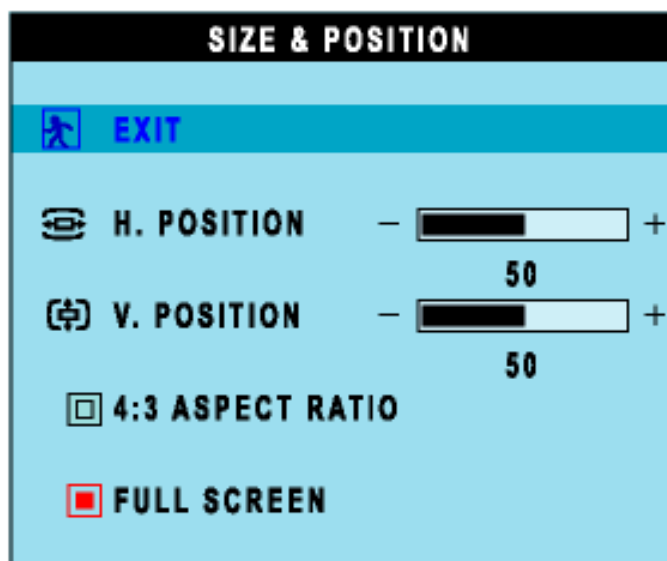 SIZE & POSITION
EXIT
H. POSITION - +
50
V. POSITION - +
50
4:3 ASPECT RATIO
FULL SCREEN